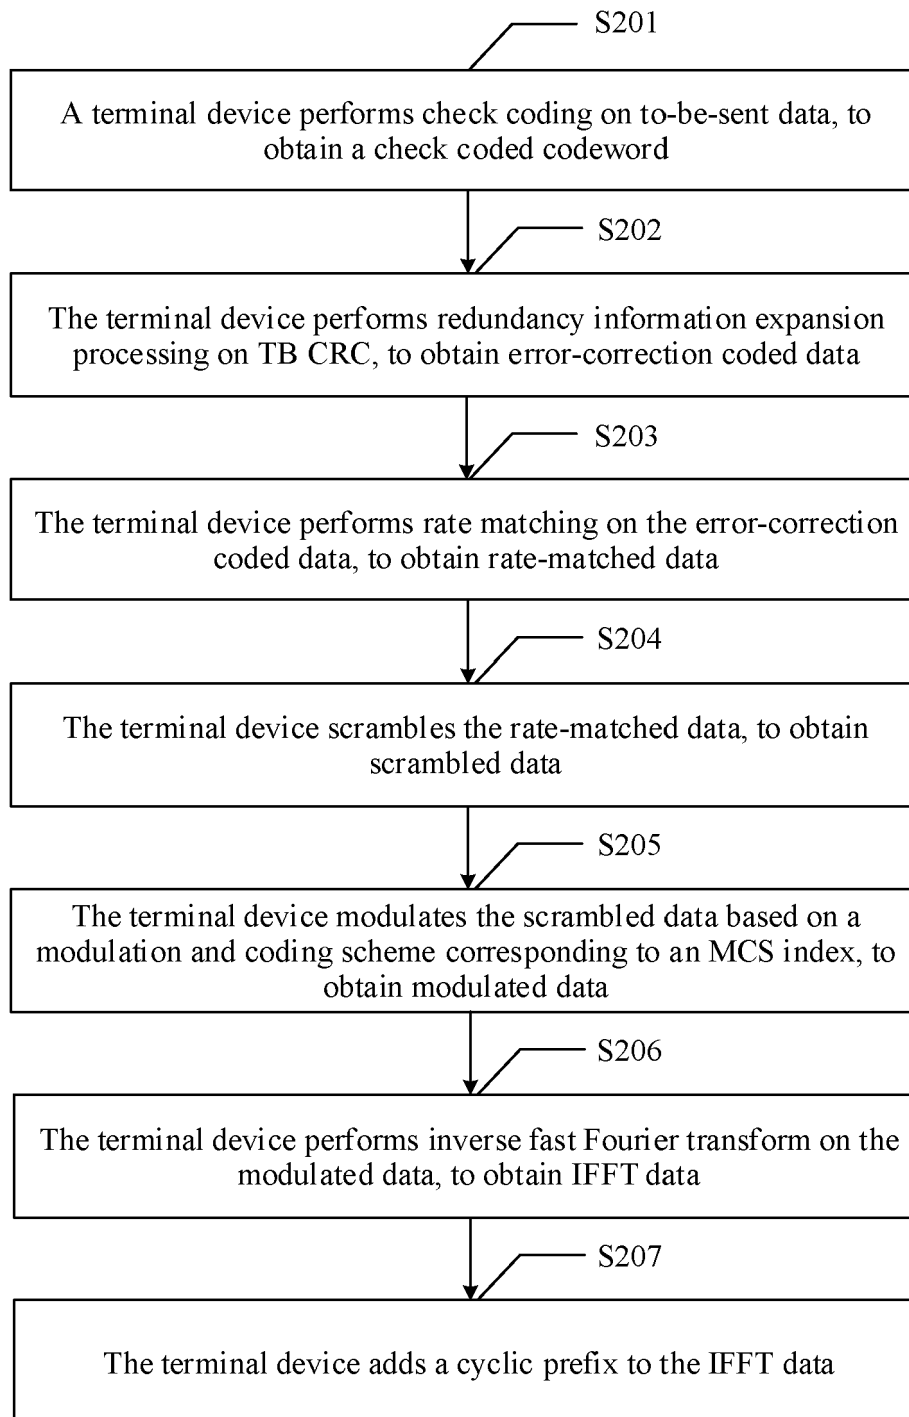 S201
A terminal device performs check coding on to-be-sent data, to
obtain a check coded codeword
S202
The terminal device performs redundancy information expansion
processing on TB CRC, to obtain error-correction coded data
S203
The terminal device performs rate matching on the error-correction
coded data, to obtain rate-matched data
S204
The terminal device scrambles the rate-matched data, to obtain
scrambled data
S205
The terminal device modulates the scrambled data based on a
modulation and coding scheme corresponding to an MCS index, to
obtain modulated data
S206
The terminal device performs inverse fast Fourier transform on the
modulated data, to obtain IFFT data
S207
The terminal device adds a cyclic prefix to the IFFT data